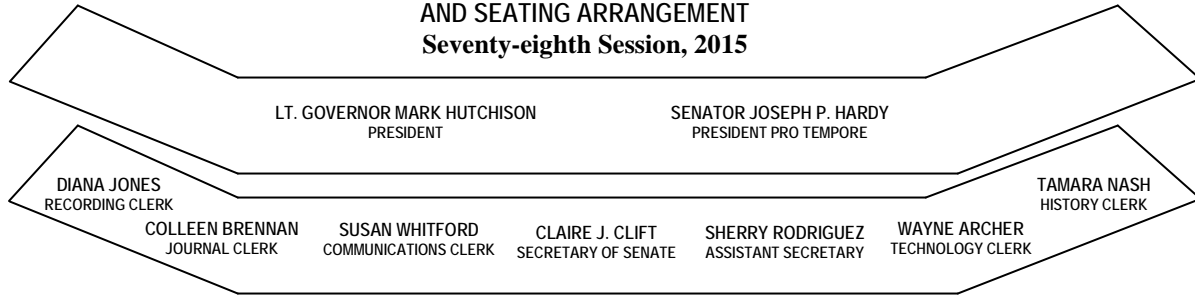 AND SEATING ARRANGEMENT
Seventy-eighth Session, 2015
LT. GOVERNOR MARK HUTCHISON
PRESIDENT
SENATOR JOSEPH P. HARDY
PRESIDENT PRO TEMPORE
DIANA JONES
RECORDING CLERK
COLLEEN BRENNAN
JOURNAL CLERK
SUSAN WHITFORD
COMMUNICATIONS CLERK
CLAIRE J. CLIFT
SECRETARY OF SENATE
SHERRY RODRIGUEZ
ASSISTANT SECRETARY
WAYNE ARCHER
TECHNOLOGY CLERK
TAMARA NASH
HISTORY CLERK